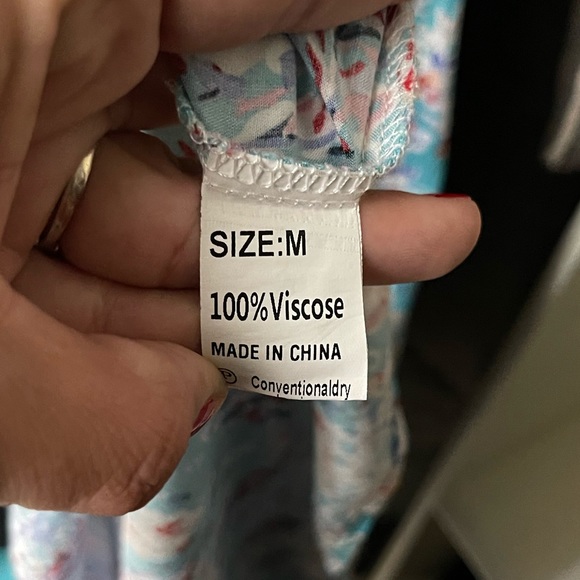 SIZE:M
100%Viscose
MADE IN CHINA
Ⓟ Conventionaldry